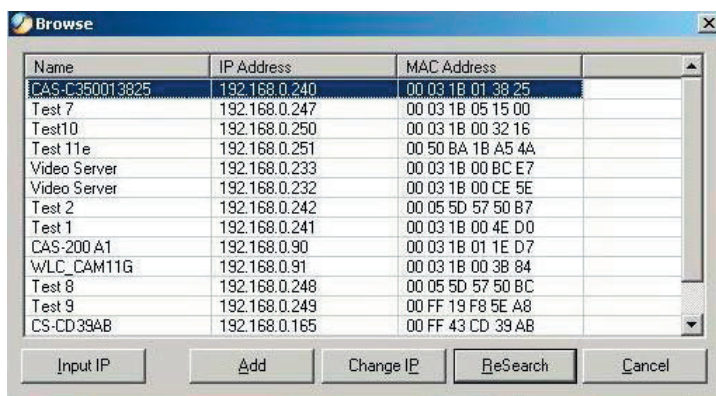 Browse
Name IP Address MAC Address
CAS-C350013825 192.168.0.240 00 03 1B 01 38 25
Test 7 192.168.0.247 00 03 1B 05 15 00
Test10 192.168.0.250 00 03 1B 00 32 16
Test 11e 192.168.0.251 00 50 BA 1B A5 4A
Video Server 192.168.0.233 00 03 1B 00 BC E7
Video Server 192.168.0.232 00 03 1B 00 CE 5E
Test 2 192.168.0.242 00 05 5D 57 50 B7
Test 1 192.168.0.241 00 03 1B 00 4E D0
CAS-200 A1 192.168.0.90 00 03 1B 01 1E D7
WLC_CAM11G 192.168.0.91 00 03 1B 00 3B 84
Test 8 192.168.0.248 00 05 5D 57 50 BC
Test 9 192.168.0.249 00 FF 19 F8 5E A8
CS-CD39AB 192.168.0.165 00 FF 43 CD 39 AB
Input IP Add Change IP ReSearch Cancel